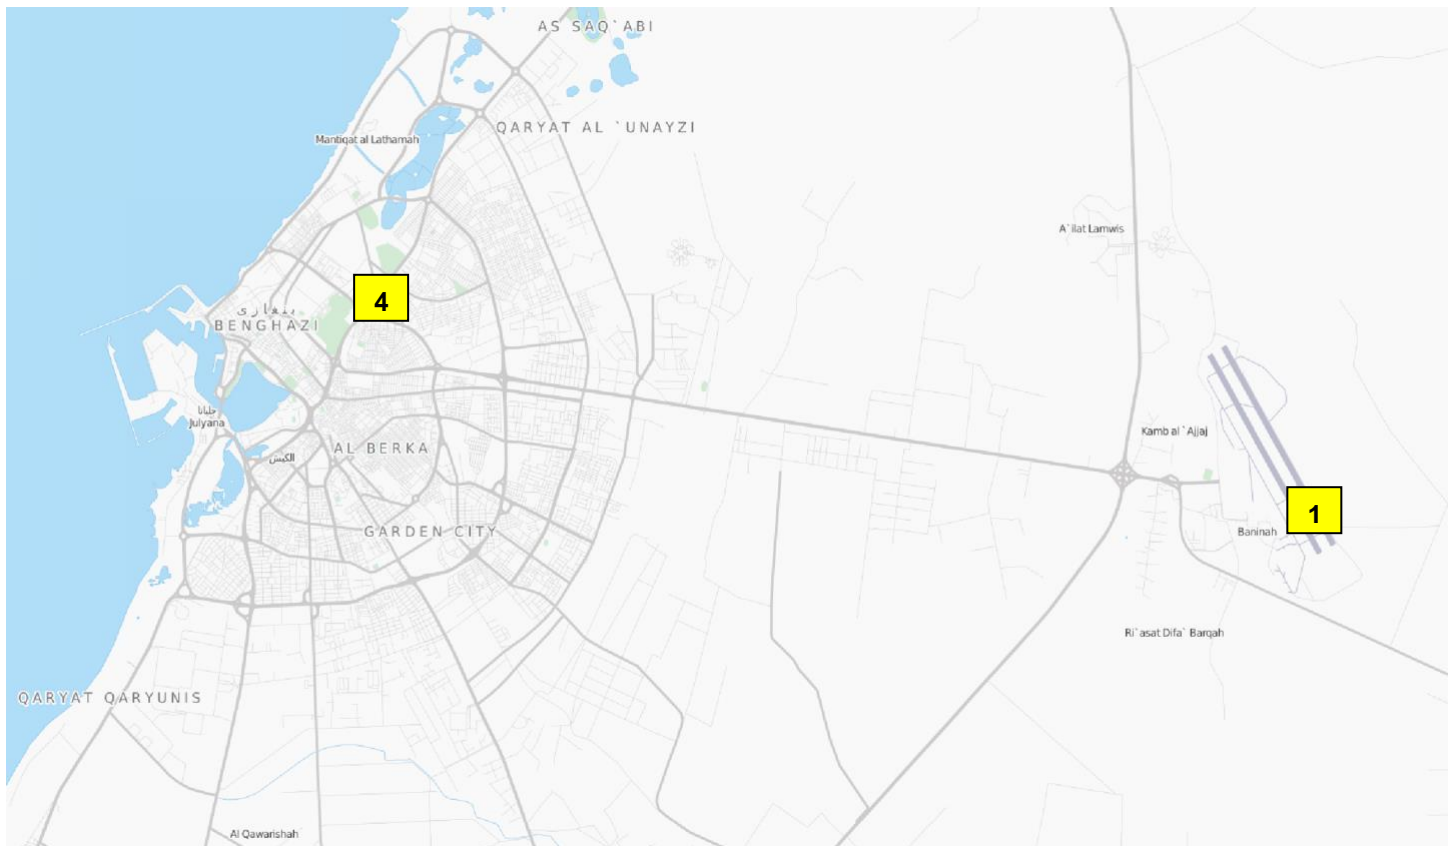 AS SAQ`ABI
QARYAT AL `UNAYZI
Mantiqat al Lathamah
A`ilat Lamwis
4
بنغازي
BENGHAZI
جليانا
Julyana
Kamb al `Ajjaj
AL BERKA
الكيش
1
GARDEN CITY
Baninah
Ri`asat Difa` Barqah
QARYAT QARYUNIS
Al Qawarishah